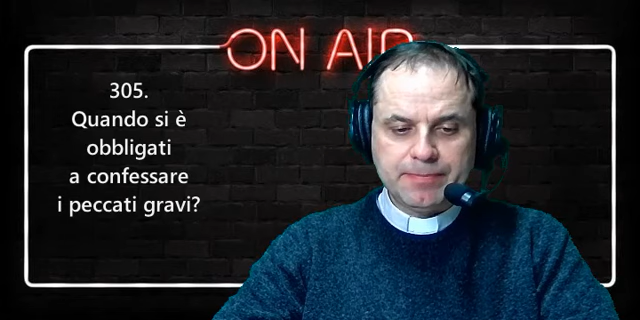 ON AIR
305.
Quando si è
obbligati
a confessare
i peccati gravi?